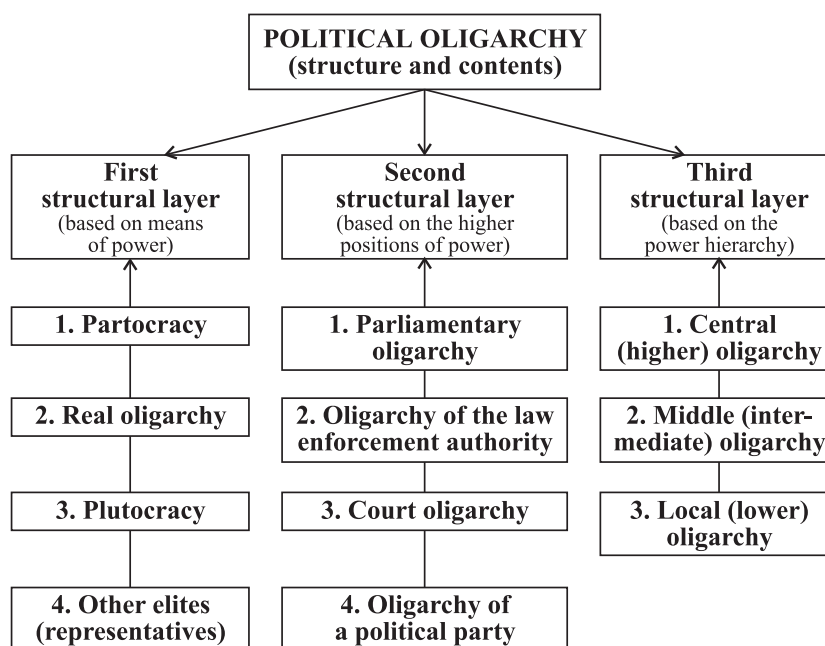 POLITICAL OLIGARCHY
(structure and contents)
First
structural layer
(based on means
of power)
1. Partocracy
2. Real oligarchy
3. Plutocracy
4. Other elites
(representatives)
Second
structural layer
(based on the higher
positions of power)
1. Parliamentary
oligarchy
2. Oligarchy of the law
enforcement authority
3. Court oligarchy
4. Oligarchy of
a political party
Third
structural layer
(based on the
power hierarchy)
1. Central
(higher) oligarchy
2. Middle (inter-
mediate) oligarchy
3. Local (lower)
oligarchy